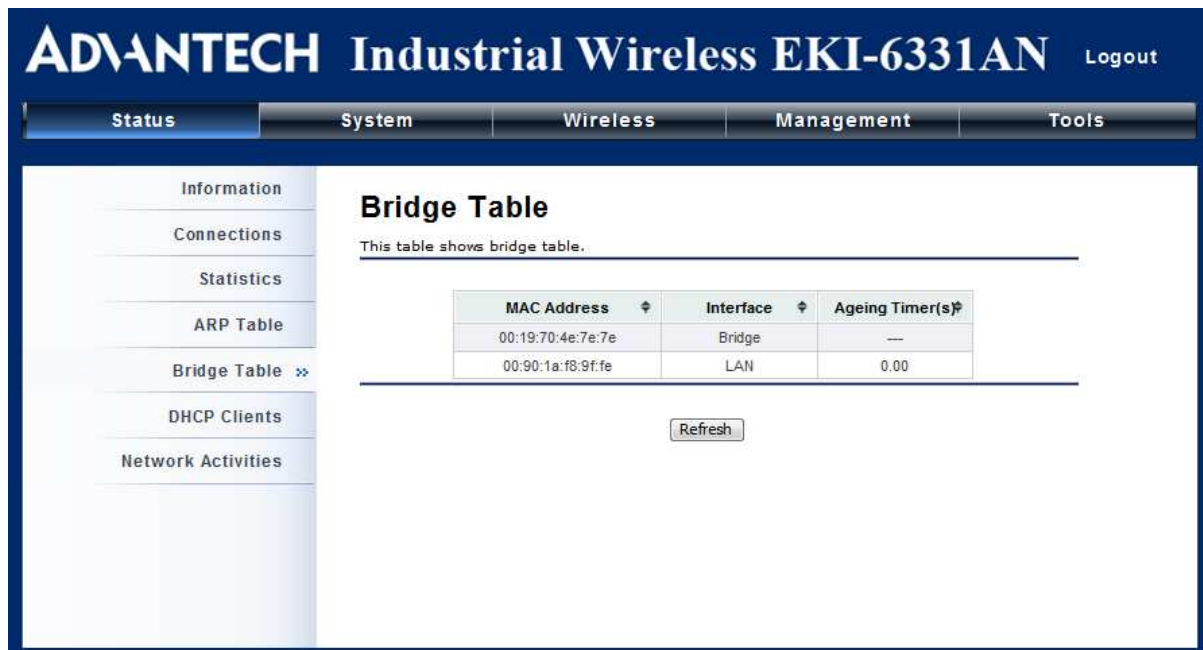 ADVANTECH Industrial Wireless EKI-6331AN Logout
Status System Wireless Management Tools
Information
Connections
Statistics
ARP Table
Bridge Table »
DHCP Clients
Network Activities
Bridge Table
This table shows bridge table.
MAC Address Interface Ageing Timer(s)
00:19:70:4e:7e:7e Bridge ---
00:90:1a:f8:9f:fe LAN 0.00
Refresh